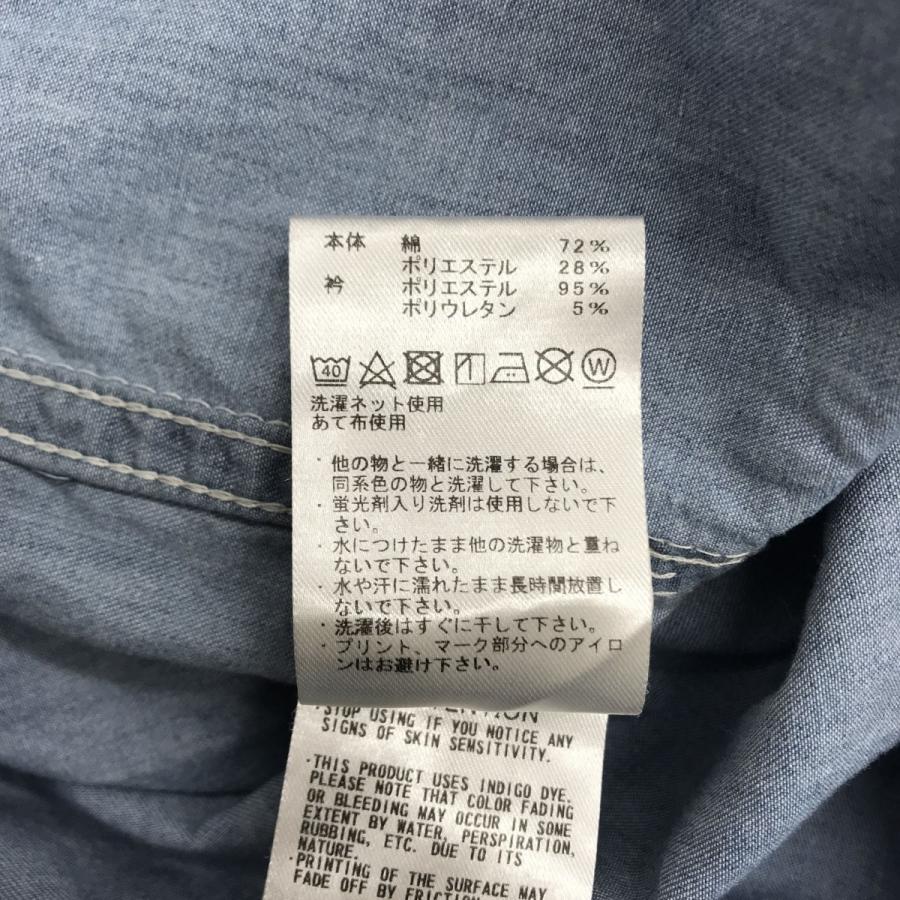 本体 綿 72%
ポリエステル 28%
衿 ポリエステル 95%
ポリウレタン 5%
40 W
洗濯ネット使用
あて布使用
・他の物と一緒に洗濯する場合は、
同系色の物と洗濯して下さい。
・蛍光剤入り洗剤は使用しないで下
さい。
・水につけたまま他の洗濯物と重ね
ないで下さい。
・水や汗に濡れたまま長時間放置し
ないで下さい。
・洗濯後はすぐに干して下さい。
・プリント、マーク部分へのアイロ
ンはお避け下さい。
・STOP USING IF YOU NOTICE ANY
SIGNS OF SKIN SENSITIVITY.
・THIS PRODUCT USES INDIGO DYE.
PLEASE NOTE THAT COLOR FADING
OR BLEEDING MAY OCCUR IN SOME
EXTENT BY WATER, PERSPIRATION,
RUBBING, ETC. DUE TO ITS
NATURE.
・PRINTING OF THE SURFACE MAY
FADE OFF BY FRICTION